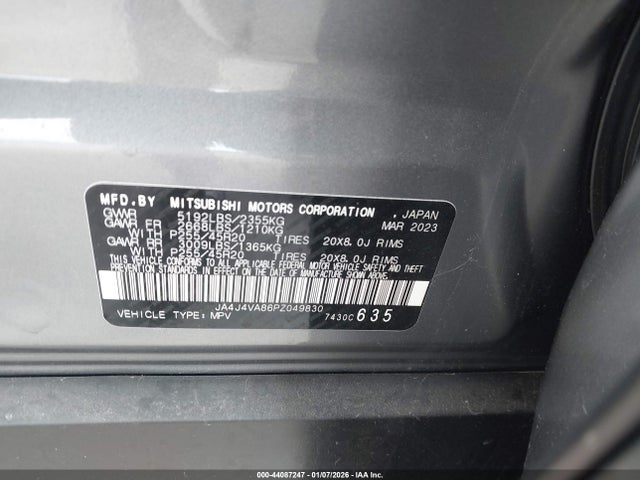 MFD.BY MITSUBISHI MOTORS CORPORATION , JAPAN
GVWR 5192LBS/2355KG MAR 2023
GAWR FR 2668LBS/1210KG
WITH P255/45R20 TIRES 20X8.0J RIMS
GAWR RR 3009LBS/1365KG
WITH P255/45R20 TIRES 20X8.0J RIMS
THIS VEHICLE CONFORMS TO ALL APPLICABLE FEDERAL MOTOR VEHICLE SAFETY AND THEFT
PREVENTION STANDARDS IN EFFECT ON THE DATE OF MANUFACTURE SHOWN ABOVE.
JA4J4VA86PZ049830
VEHICLE TYPE: MPV 7430C 635
000-44087247 | 01/07/2026 | IAA Inc.